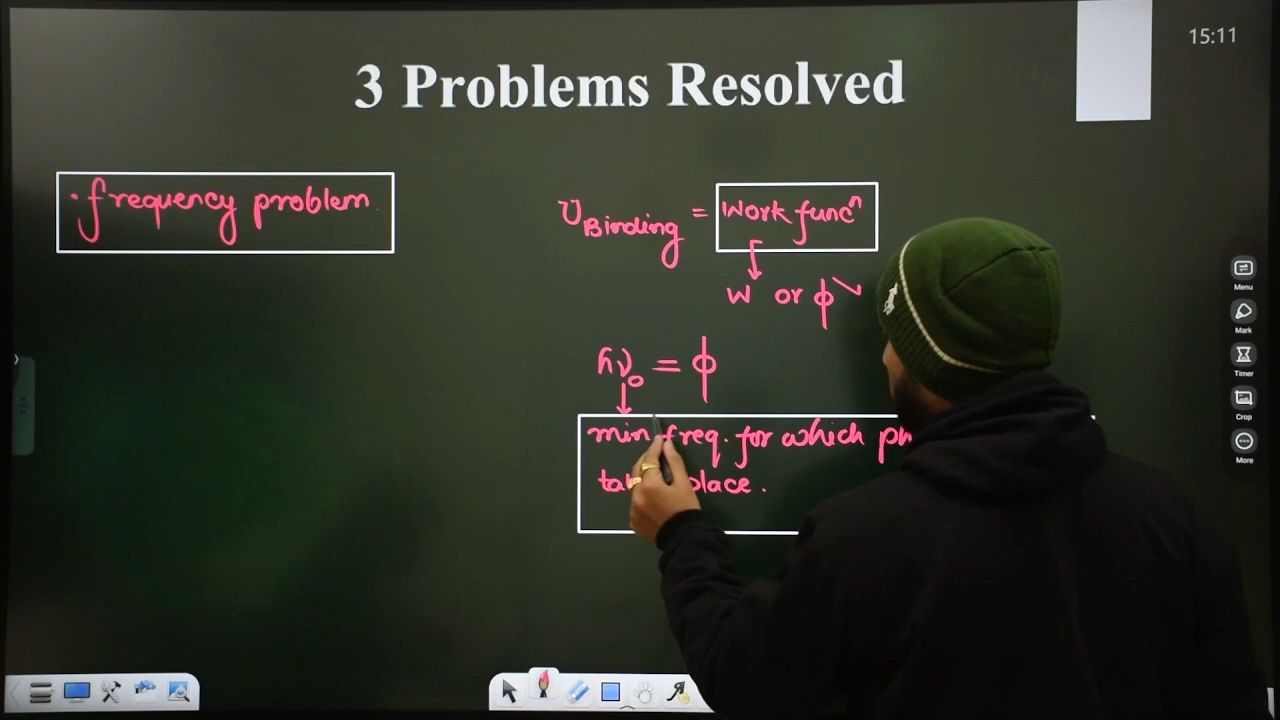 15:11
3 Problems Resolved
· frequency problem
U Binding = Work funcⁿ
W or ϕ
hν₀ = ϕ
min freq. for which
place.
Menu
Mark
Timer
Crop
More